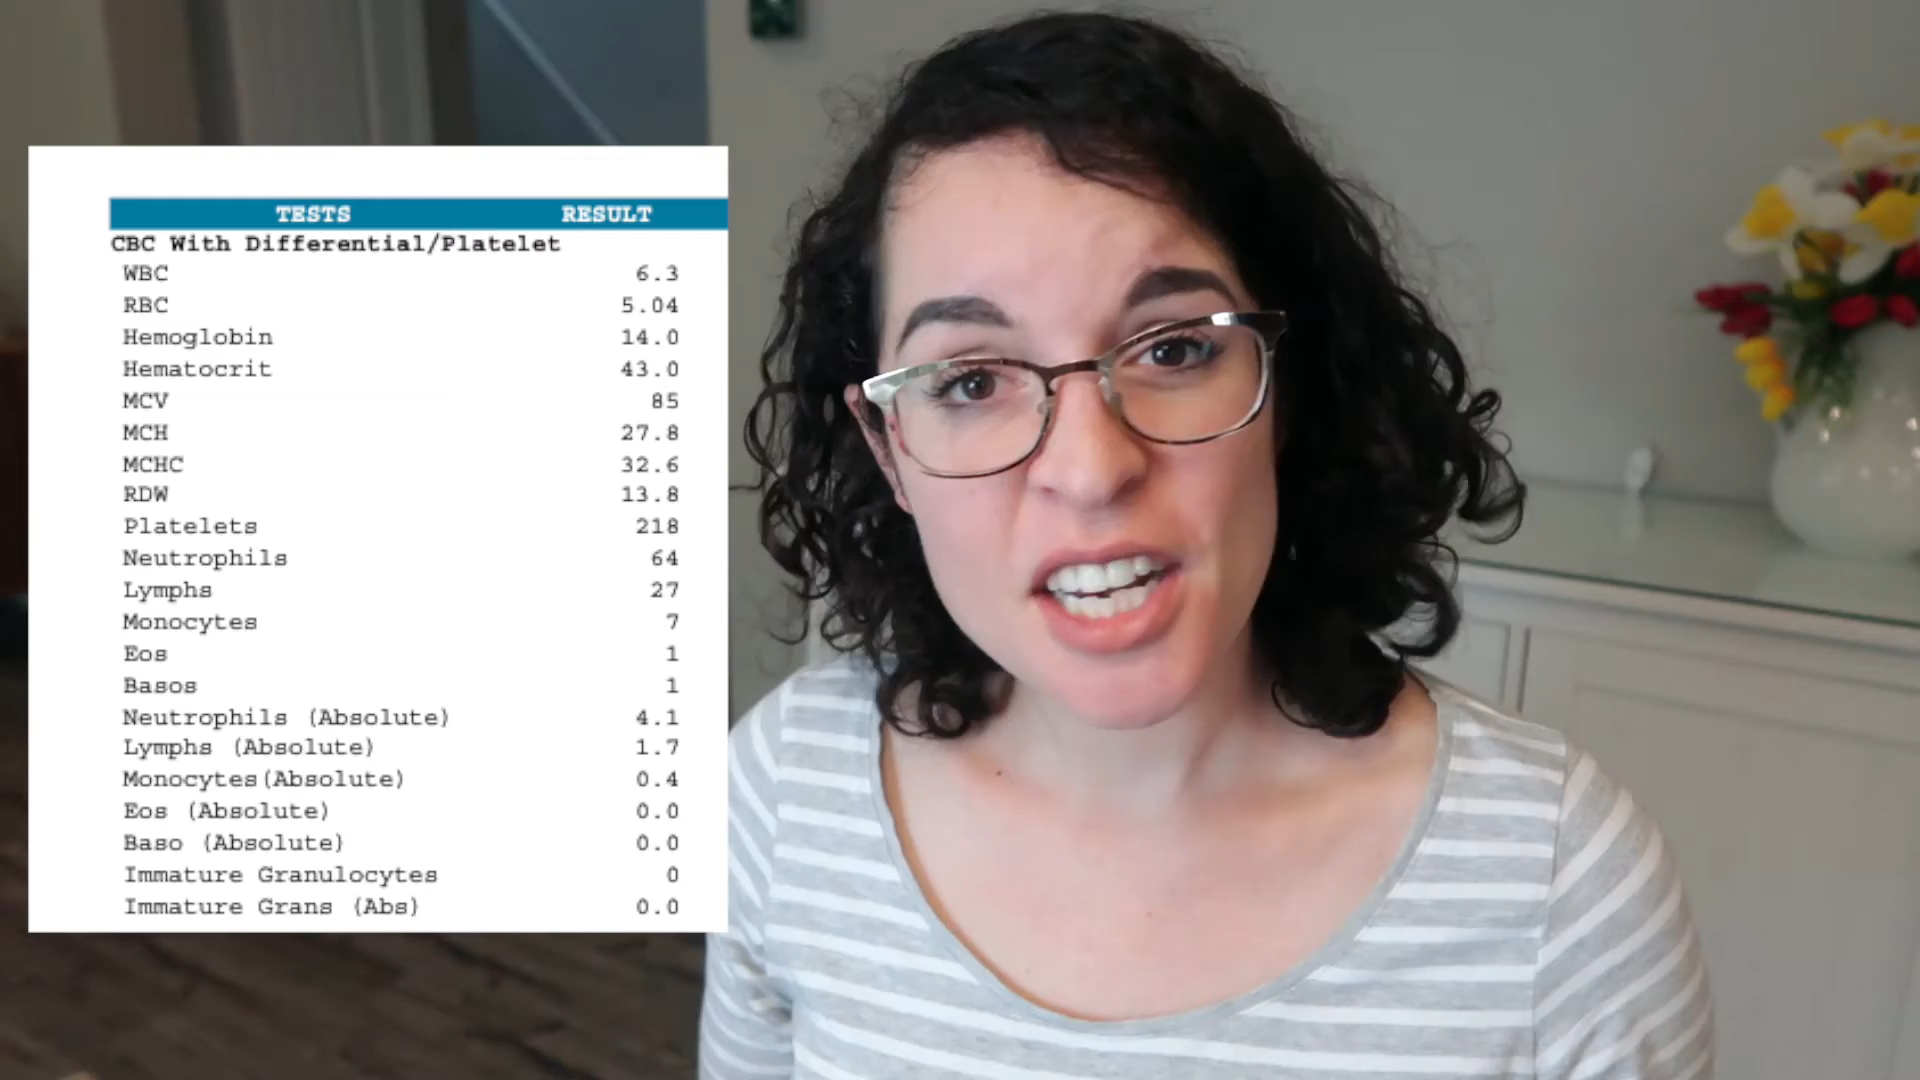 TESTS RESULT
CBC With Differential/Platelet
WBC 6.3
RBC 5.04
Hemoglobin 14.0
Hematocrit 43.0
MCV 85
MCH 27.8
MCHC 32.6
RDW 13.8
Platelets 218
Neutrophils 64
Lymphs 27
Monocytes 7
Eos 1
Basos 1
Neutrophils (Absolute) 4.1
Lymphs (Absolute) 1.7
Monocytes(Absolute) 0.4
Eos (Absolute) 0.0
Baso (Absolute) 0.0
Immature Granulocytes 0
Immature Grans (Abs) 0.0